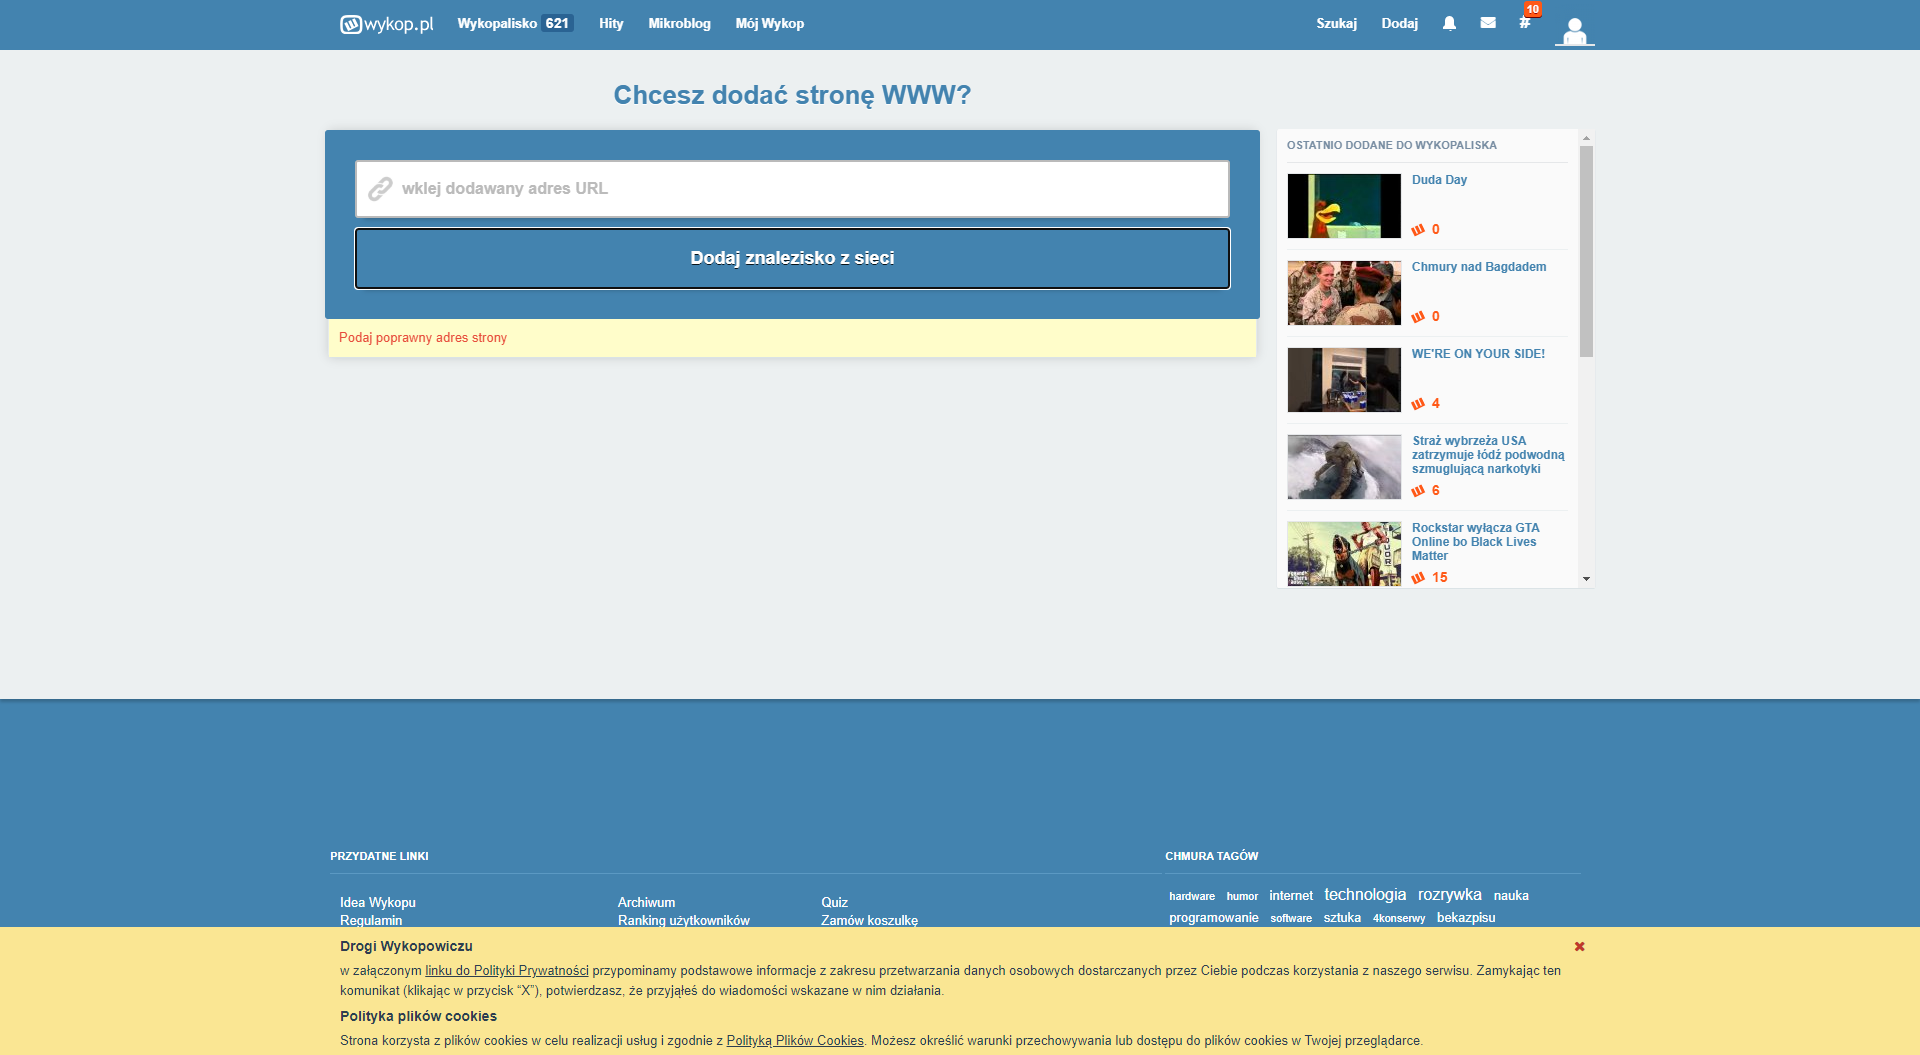 wykop.pl Wykopalisko 621 Hity Mikroblog Mój Wykop Szukaj Dodaj # 10
Chcesz dodać stronę WWW?
wklej dodawany adres URL
Dodaj znalezisko z sieci
Podaj poprawny adres strony
OSTATNIO DODANE DO WYKOPALISKA
Duda Day
0
Chmury nad Bagdadem
0
WE'RE ON YOUR SIDE!
4
Straż wybrzeża USA
zatrzymuje łódź podwodną
szmuglującą narkotyki
6
Rockstar wyłącza GTA
Online bo Black Lives
Matter
15
PRZYDATNE LINKI
Idea Wykopu Archiwum Quiz
Regulamin Ranking użytkowników Zamów koszulkę
CHMURA TAGÓW
hardware humor internet technologia rozrywka nauka
programowanie software sztuka 4konserwy bekazpisu
Drogi Wykopowiczu
w załączonym linku do Polityki Prywatności przypominamy podstawowe informacje z zakresu przetwarzania danych osobowych dostarczanych przez Ciebie podczas korzystania z naszego serwisu. Zamykając ten
komunikat (klikając w przycisk “X”), potwierdzasz, że przyjąłeś do wiadomości wskazane w nim działania.
Polityka plików cookies
Strona korzysta z plików cookies w celu realizacji usług i zgodnie z Polityką Plików Cookies. Możesz określić warunki przechowywania lub dostępu do plików cookies w Twojej przeglądarce.